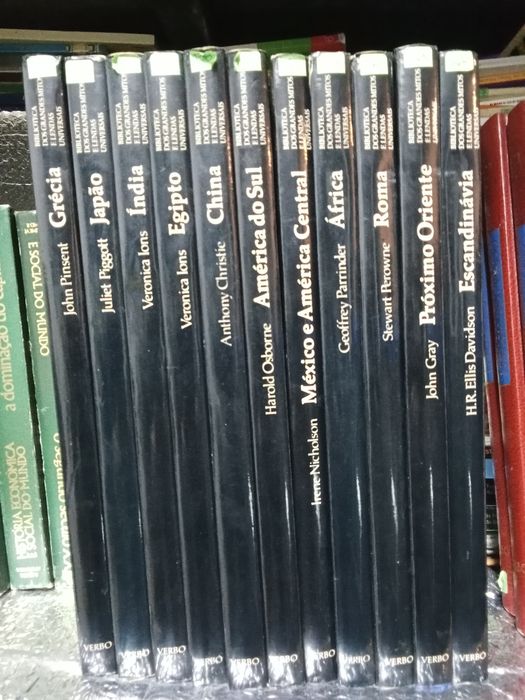 BIBLIOTECA
DOS GRANDES MITOS
E LENDAS
UNIVERSAIS
Grécia
John Pinsent
BIBLIOTECA
DOS GRANDES MITOS
E LENDAS
UNIVERSAIS
Japão
Juliet Piggott
VERBO
BIBLIOTECA
DOS GRANDES MITOS
E LENDAS
UNIVERSAIS
Índia
Veronica Ions
VERBO
BIBLIOTECA
DOS GRANDES MITOS
E LENDAS
UNIVERSAIS
Egipto
Veronica Ions
VERBO
BIBLIOTECA
DOS GRANDES MITOS
E LENDAS
UNIVERSAIS
China
Anthony Christie
VERBO
BIBLIOTECA
DOS GRANDES MITOS
E LENDAS
UNIVERSAIS
América do Sul
Harold Osborne
VERBO
BIBLIOTECA
DOS GRANDES MITOS
E LENDAS
UNIVERSAIS
México e América Central
Irene Nicholson
VERBO
BIBLIOTECA
DOS GRANDES MITOS
E LENDAS
UNIVERSAIS
África
Geoffrey Parrinder
VERBO
BIBLIOTECA
DOS GRANDES MITOS
E LENDAS
UNIVERSAIS
Roma
Stewart Perowne
VERBO
BIBLIOTECA
DOS GRANDES MITOS
E LENDAS
UNIVERSAIS
Próximo Oriente
John Gray
VERBO
BIBLIOTECA
DOS GRANDES MITOS
E LENDAS
UNIVERSAIS
Escandinávia
H.R. Ellis Davidson
VERBO
VERBO
HISTÓRIA ECONÓMICA
E SOCIAL DO MUNDO
a dominação do
E SOCIAL DO MUNDO